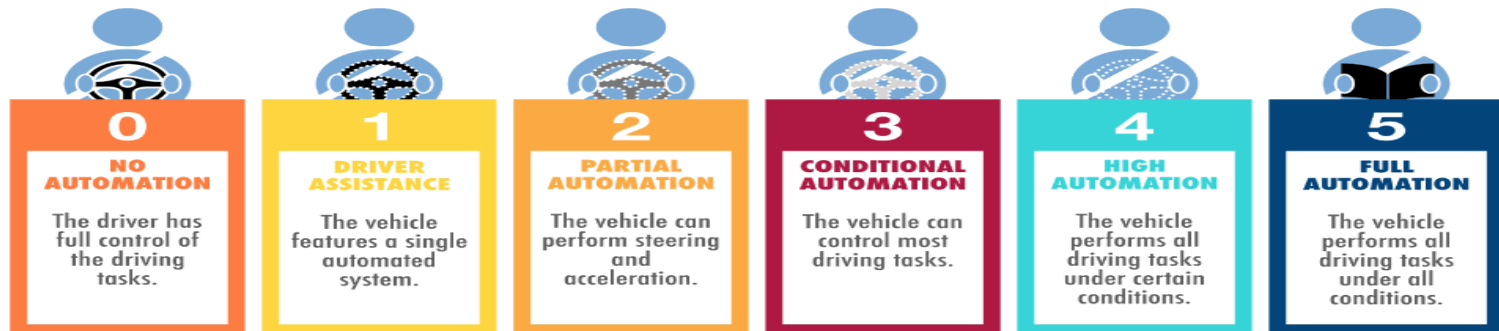 0
NO
AUTOMATION
The driver has
full control of
the driving
tasks.
1
DRIVER
ASSISTANCE
The vehicle
features a single
automated
system.
2
PARTIAL
AUTOMATION
The vehicle can
perform steering
and
acceleration.
3
CONDITIONAL
AUTOMATION
The vehicle can
control most
driving tasks.
4
HIGH
AUTOMATION
The vehicle
performs all
driving tasks
under certain
conditions.
5
FULL
AUTOMATION
The vehicle
performs all
driving tasks
under all
conditions.